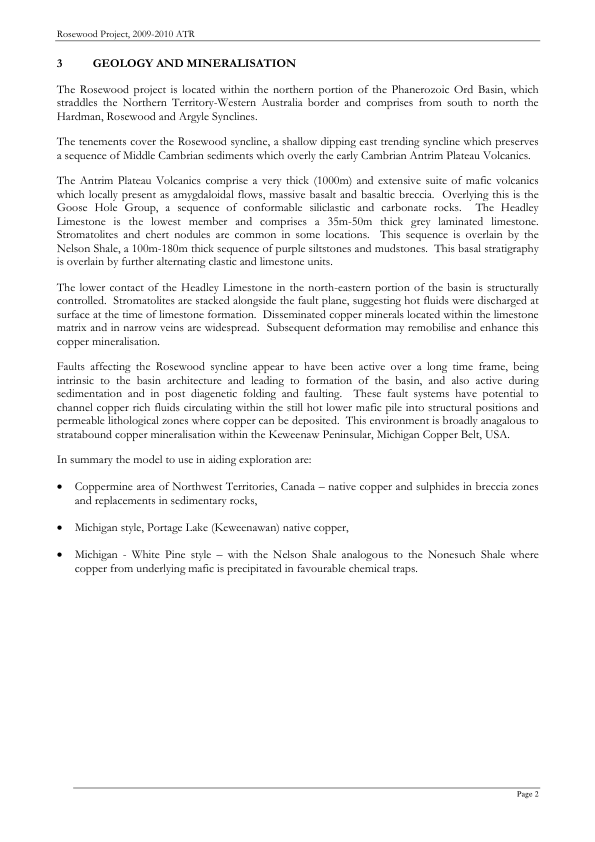 Rosewood Project, 2009-2010 ATR
3 GEOLOGY AND MINERALISATION
The Rosewood project is located within the northern portion of the Phanerozoic Ord Basin, which
straddles the Northern Territory-Western Australia border and comprises from south to north the
Hardman, Rosewood and Argyle Synclines.
The tenements cover the Rosewood syncline, a shallow dipping east trending syncline which preserves
a sequence of Middle Cambrian sediments which overly the early Cambrian Antrim Plateau Volcanics.
The Antrim Plateau Volcanics comprise a very thick (1000m) and extensive suite of mafic volcanics
which locally present as amygdaloidal flows, massive basalt and basaltic breccia. Overlying this is the
Goose Hole Group, a sequence of conformable siliclastic and carbonate rocks. The Headley
Limestone is the lowest member and comprises a 35m-50m thick grey laminated limestone.
Stromatolites and chert nodules are common in some locations. This sequence is overlain by the
Nelson Shale, a 100m-180m thick sequence of purple siltstones and mudstones. This basal stratigraphy
is overlain by further alternating clastic and limestone units.
The lower contact of the Headley Limestone in the north-eastern portion of the basin is structurally
controlled. Stromatolites are stacked alongside the fault plane, suggesting hot fluids were discharged at
surface at the time of limestone formation. Disseminated copper minerals located within the limestone
matrix and in narrow veins are widespread. Subsequent deformation may remobilise and enhance this
copper mineralisation.
Faults affecting the Rosewood syncline appear to have been active over a long time frame, being
intrinsic to the basin architecture and leading to formation of the basin, and also active during
sedimentation and in post diagenetic folding and faulting. These fault systems have potential to
channel copper rich fluids circulating within the still hot lower mafic pile into structural positions and
permeable lithological zones where copper can be deposited. This environment is broadly anagalous to
stratabound copper mineralisation within the Keweenaw Peninsular, Michigan Copper Belt, USA.
In summary the model to use in aiding exploration are:
• Coppermine area of Northwest Territories, Canada – native copper and sulphides in breccia zones
and replacements in sedimentary rocks,
• Michigan style, Portage Lake (Keweenawan) native copper,
• Michigan - White Pine style – with the Nelson Shale analogous to the Nonesuch Shale where
copper from underlying mafic is precipitated in favourable chemical traps.
Page 2